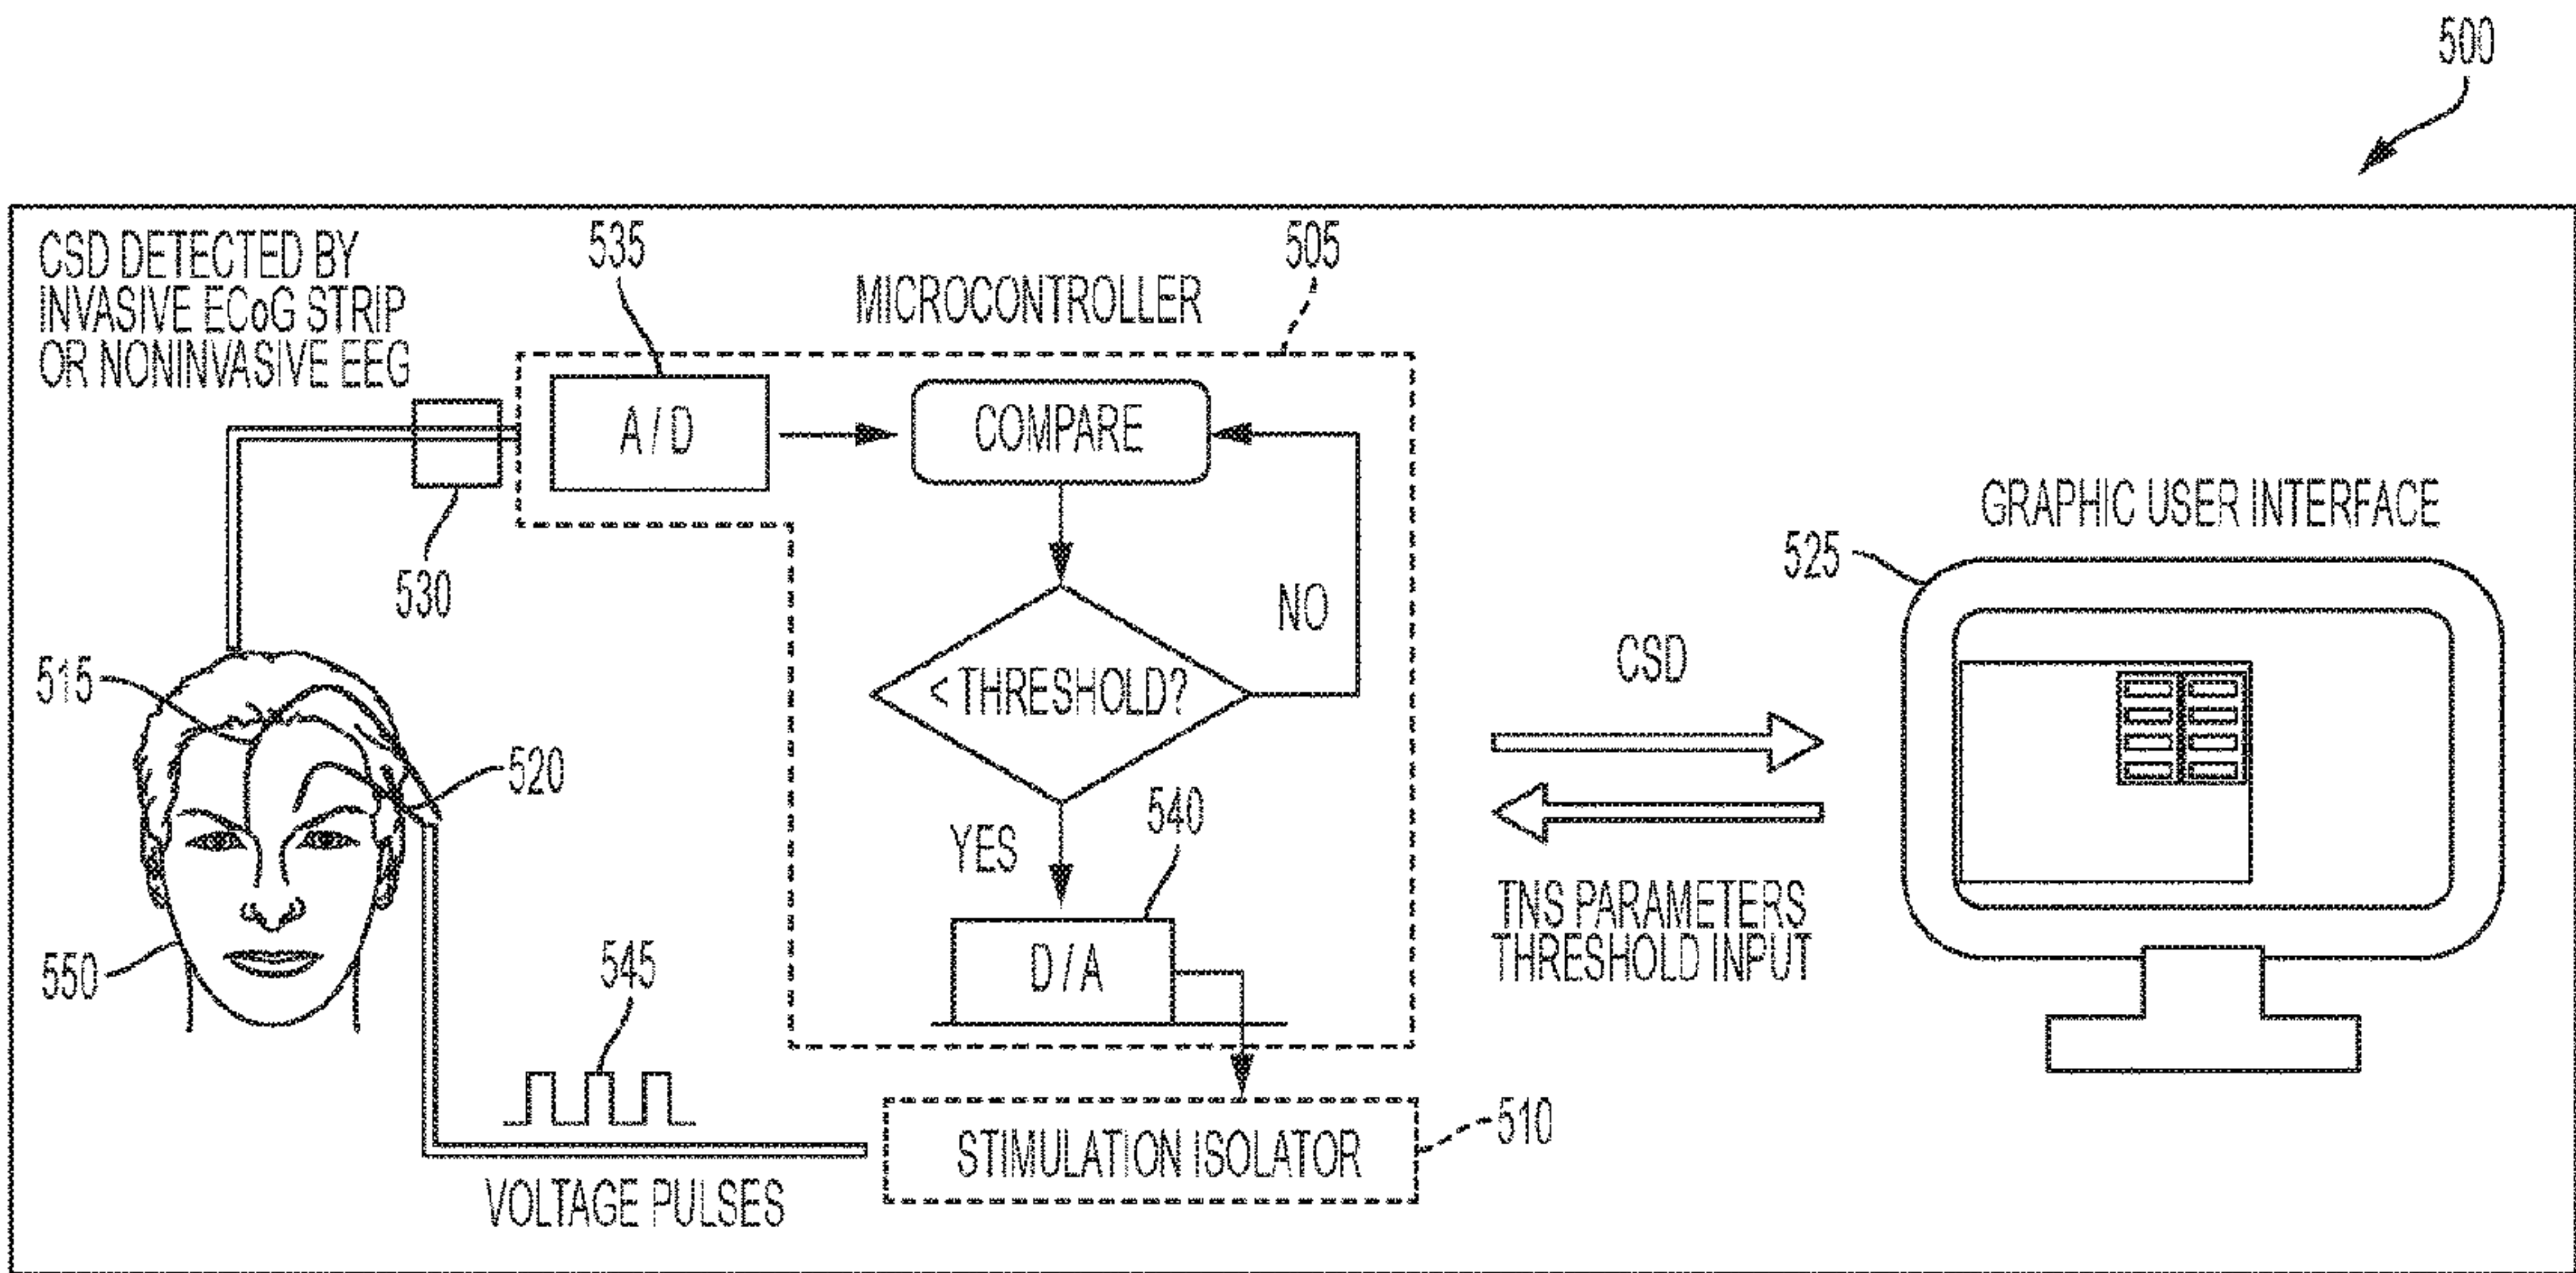 500
CSD DETECTED BY
INVASIVE ECoG STRIP
OR NONINVASIVE EEG
535
505
MICROCONTROLLER
A / D
COMPARE
530
NO
< THRESHOLD?
YES
540
D / A
515
520
550
545
VOLTAGE PULSES
STIMULATION ISOLATOR
510
CSD
TNS PARAMETERS
THRESHOLD INPUT
GRAPHIC USER INTERFACE
525